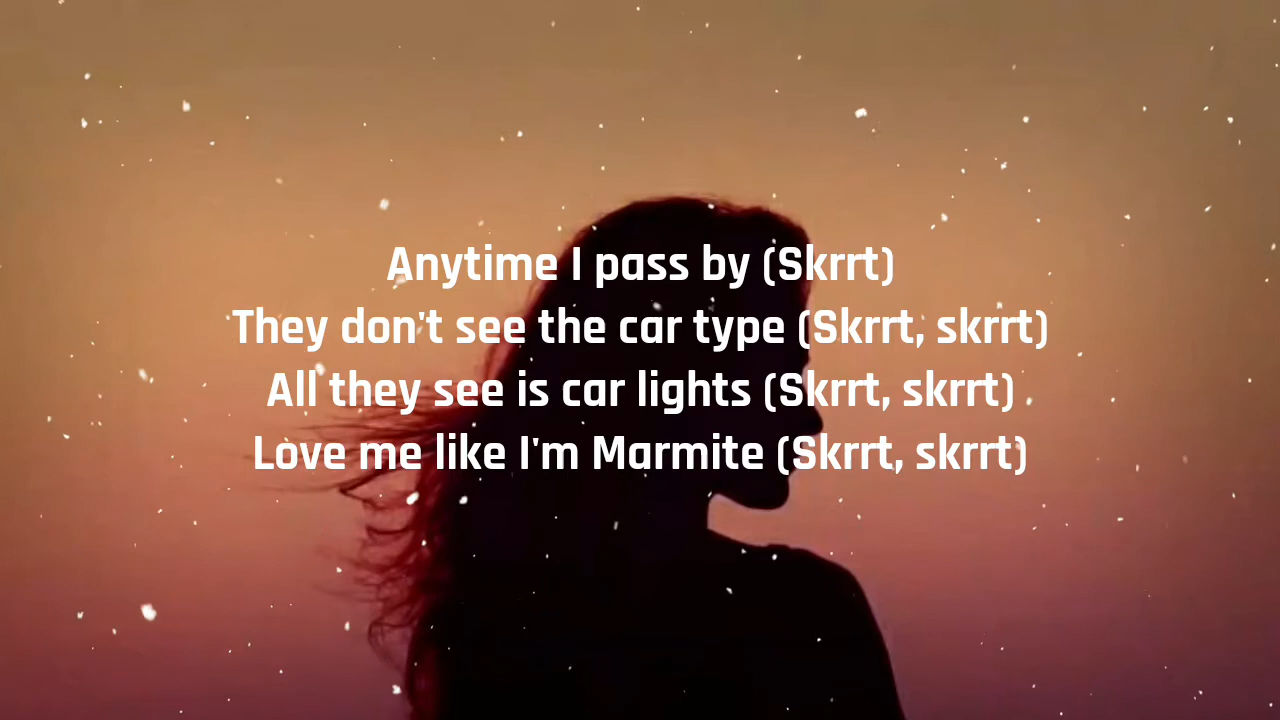 Anytime I pass by (Skrrt)
They don't see the car type (Skrrt, skrrt)
All they see is car lights (Skrrt, skrrt)
Love me like I'm Marmite (Skrrt, skrrt)